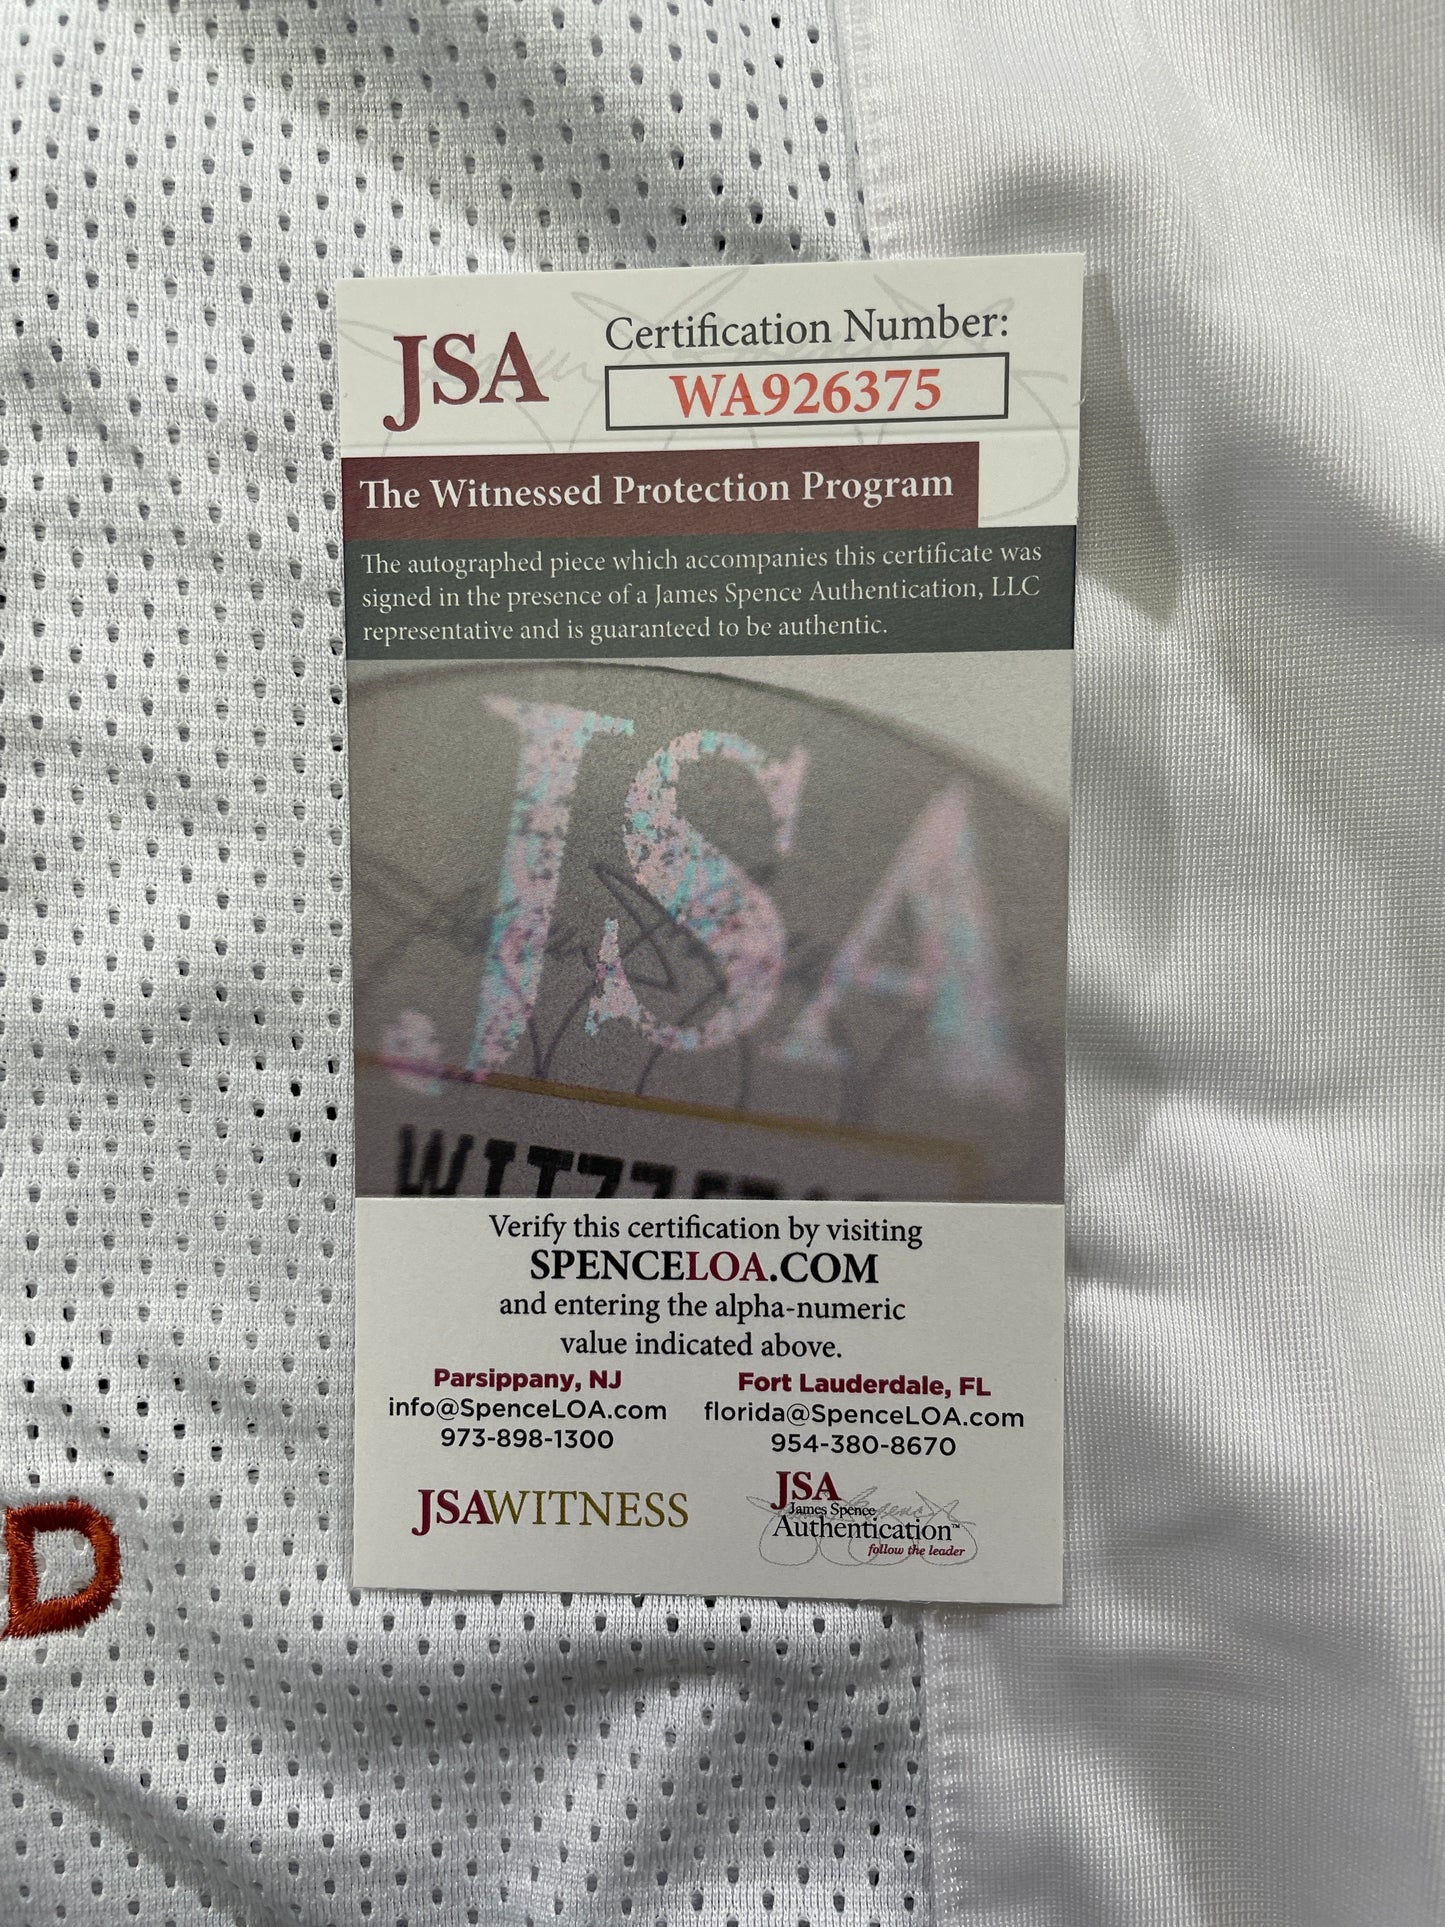 JSA
Certification Number:
WA926375
The Witnessed Protection Program
The autographed piece which accompanies this certificate was
signed in the presence of a James Spence Authentication, LLC
representative and is guaranteed to be authentic.
JSA
Verify this certification by visiting
SPENCELOA.COM
and entering the alpha-numeric
value indicated above.
Parsippany, NJ
info@SpenceLOA.com
973-898-1300
Fort Lauderdale, FL
florida@SpenceLOA.com
954-380-8670
JSAWITNESS
JSA
James Spence
Authentication™
follow the leader
D